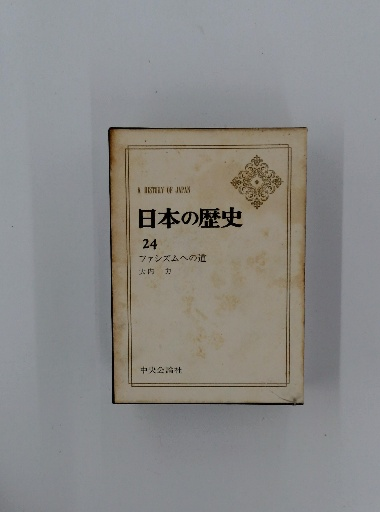 A HISTORY OF JAPAN
日本の歴史
24
ファシズムへの道
大内 力
中央公論社